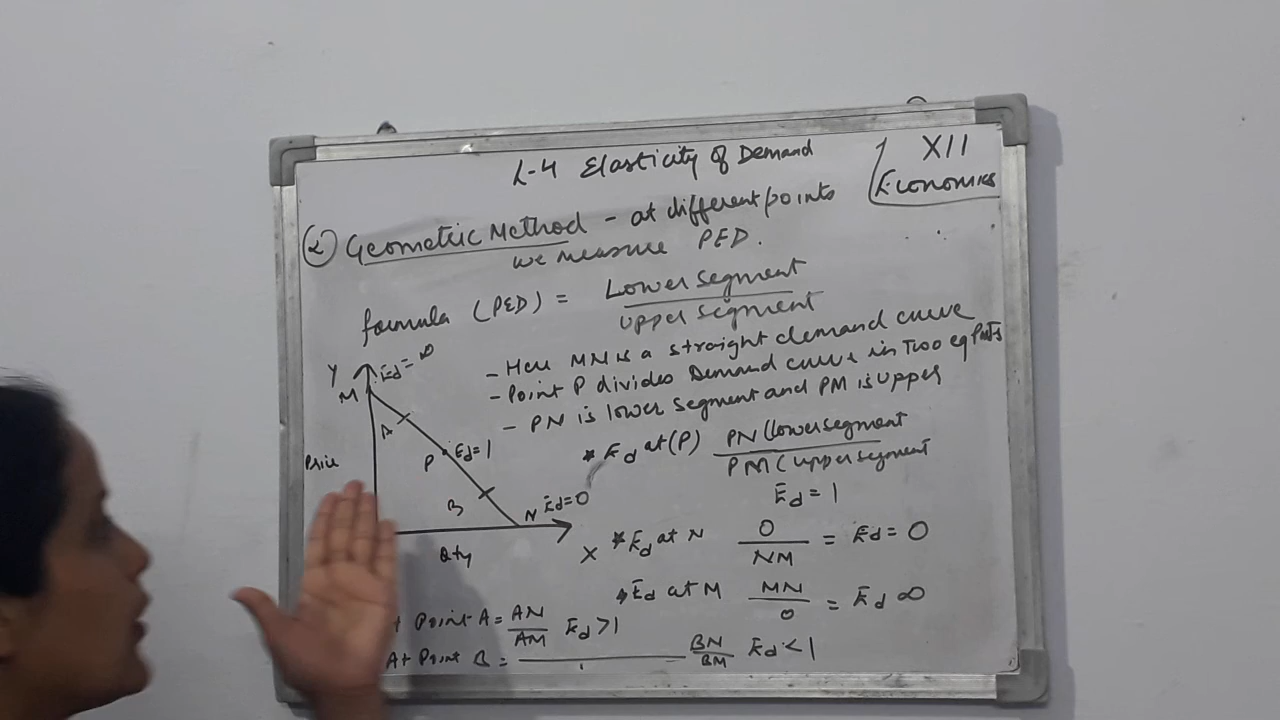 L-4 Elasticity of Demand
XII
Economics
(2) Geometric Method - at different points
we measure PED.
formula (PED) = Lower segment
upper segment
- Here MN is a straight demand curve
- Point P divides Demand curve in Two eq parts
- PN is lower segment and PM is upper
* Ed at (P) PN (lower segment
PM (upper segment
Ed = 1
* Ed at N 0/NM = Ed = 0
* Ed at M MN/0 = Ed ∞
Y
Ed = ∞
M
A
P
Ed = 1
Price
B
N
Ed = 0
X
Qty
Point A = AN/AM Ed > 1
At Point B = BN/BM Ed < 1